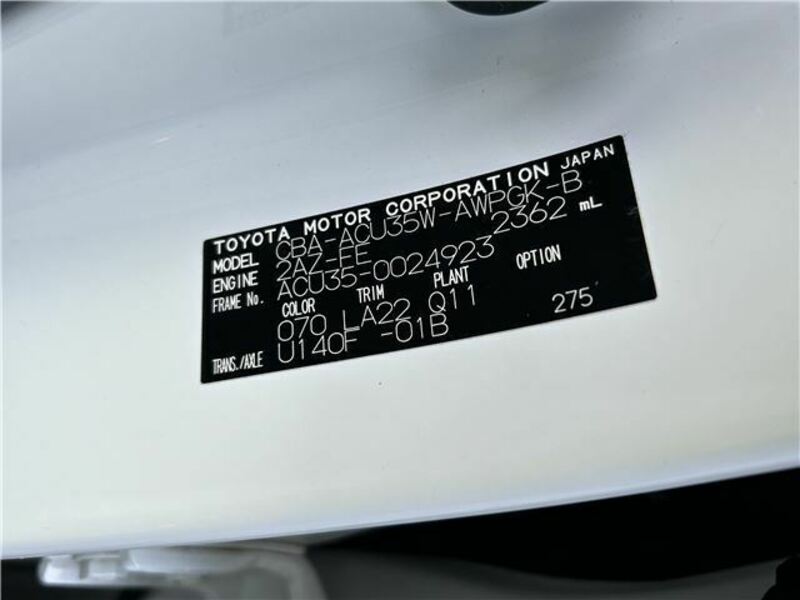 TOYOTA MOTOR CORPORATION JAPAN
MODEL CBA-ACU35W-AWPGK-B
ENGINE 2AZ-FE 2362 mL
FRAME No. ACU35-0024923
COLOR TRIM PLANT OPTION
070 LA22 Q11 275
TRANS./AXLE U140F -01B